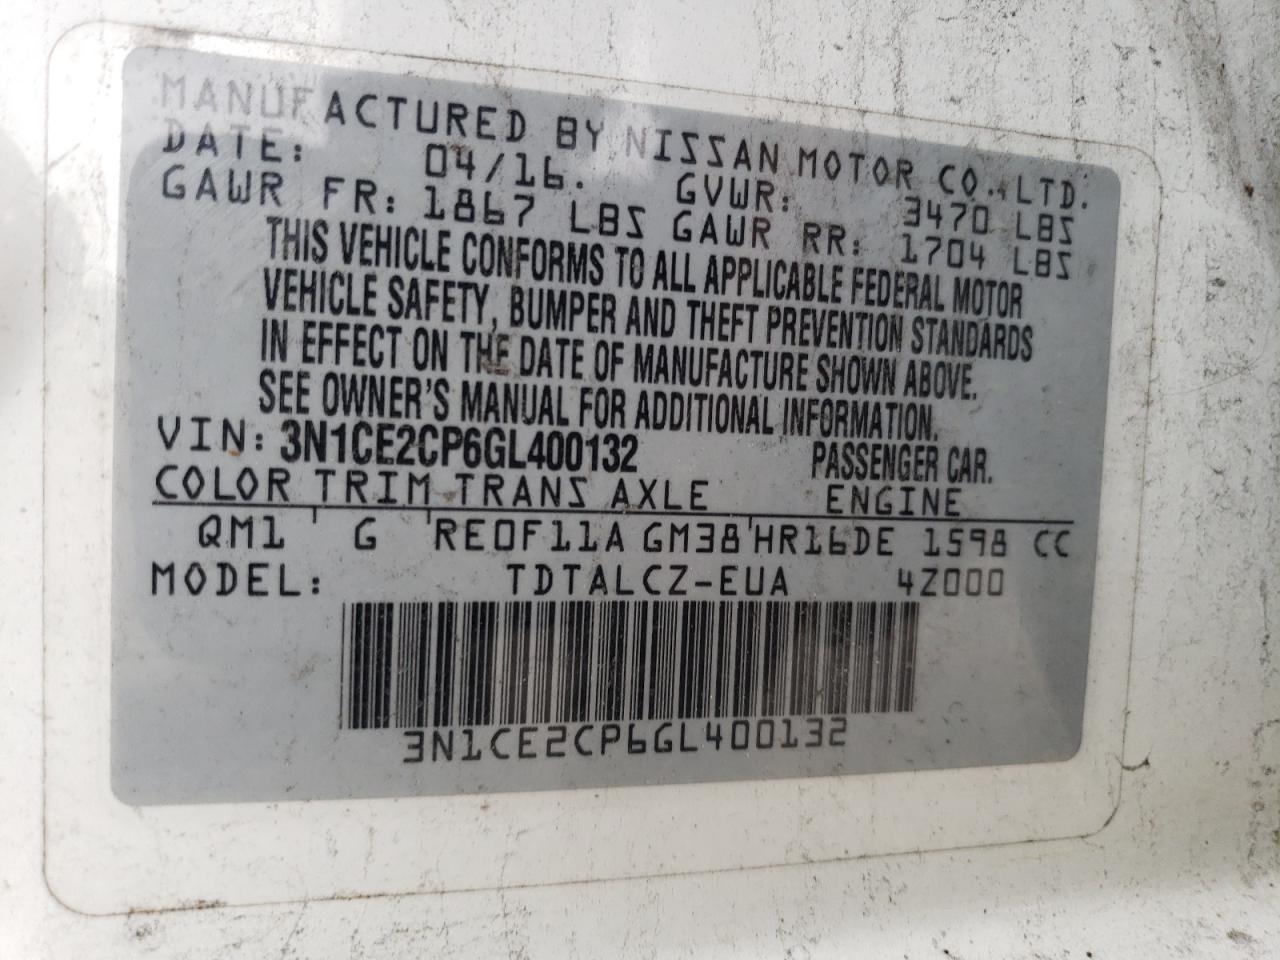 MANUFACTURED BY NISSAN MOTOR CO., LTD.
DATE: 04/16. GVWR: 3470 LBS
GAWR FR: 1867 LBS GAWR RR: 1704 LBS
THIS VEHICLE CONFORMS TO ALL APPLICABLE FEDERAL MOTOR
VEHICLE SAFETY, BUMPER AND THEFT PREVENTION STANDARDS
IN EFFECT ON THE DATE OF MANUFACTURE SHOWN ABOVE.
SEE OWNER'S MANUAL FOR ADDITIONAL INFORMATION.
VIN: 3N1CE2CP6GL400132 PASSENGER CAR.
COLOR TRIM TRANS AXLE ENGINE
QM1 ' G 'RE0F11A GM38'HR16DE 1598 CC
MODEL: TDTALCZ-EUA 4Z000
3N1CE2CP6GL400132